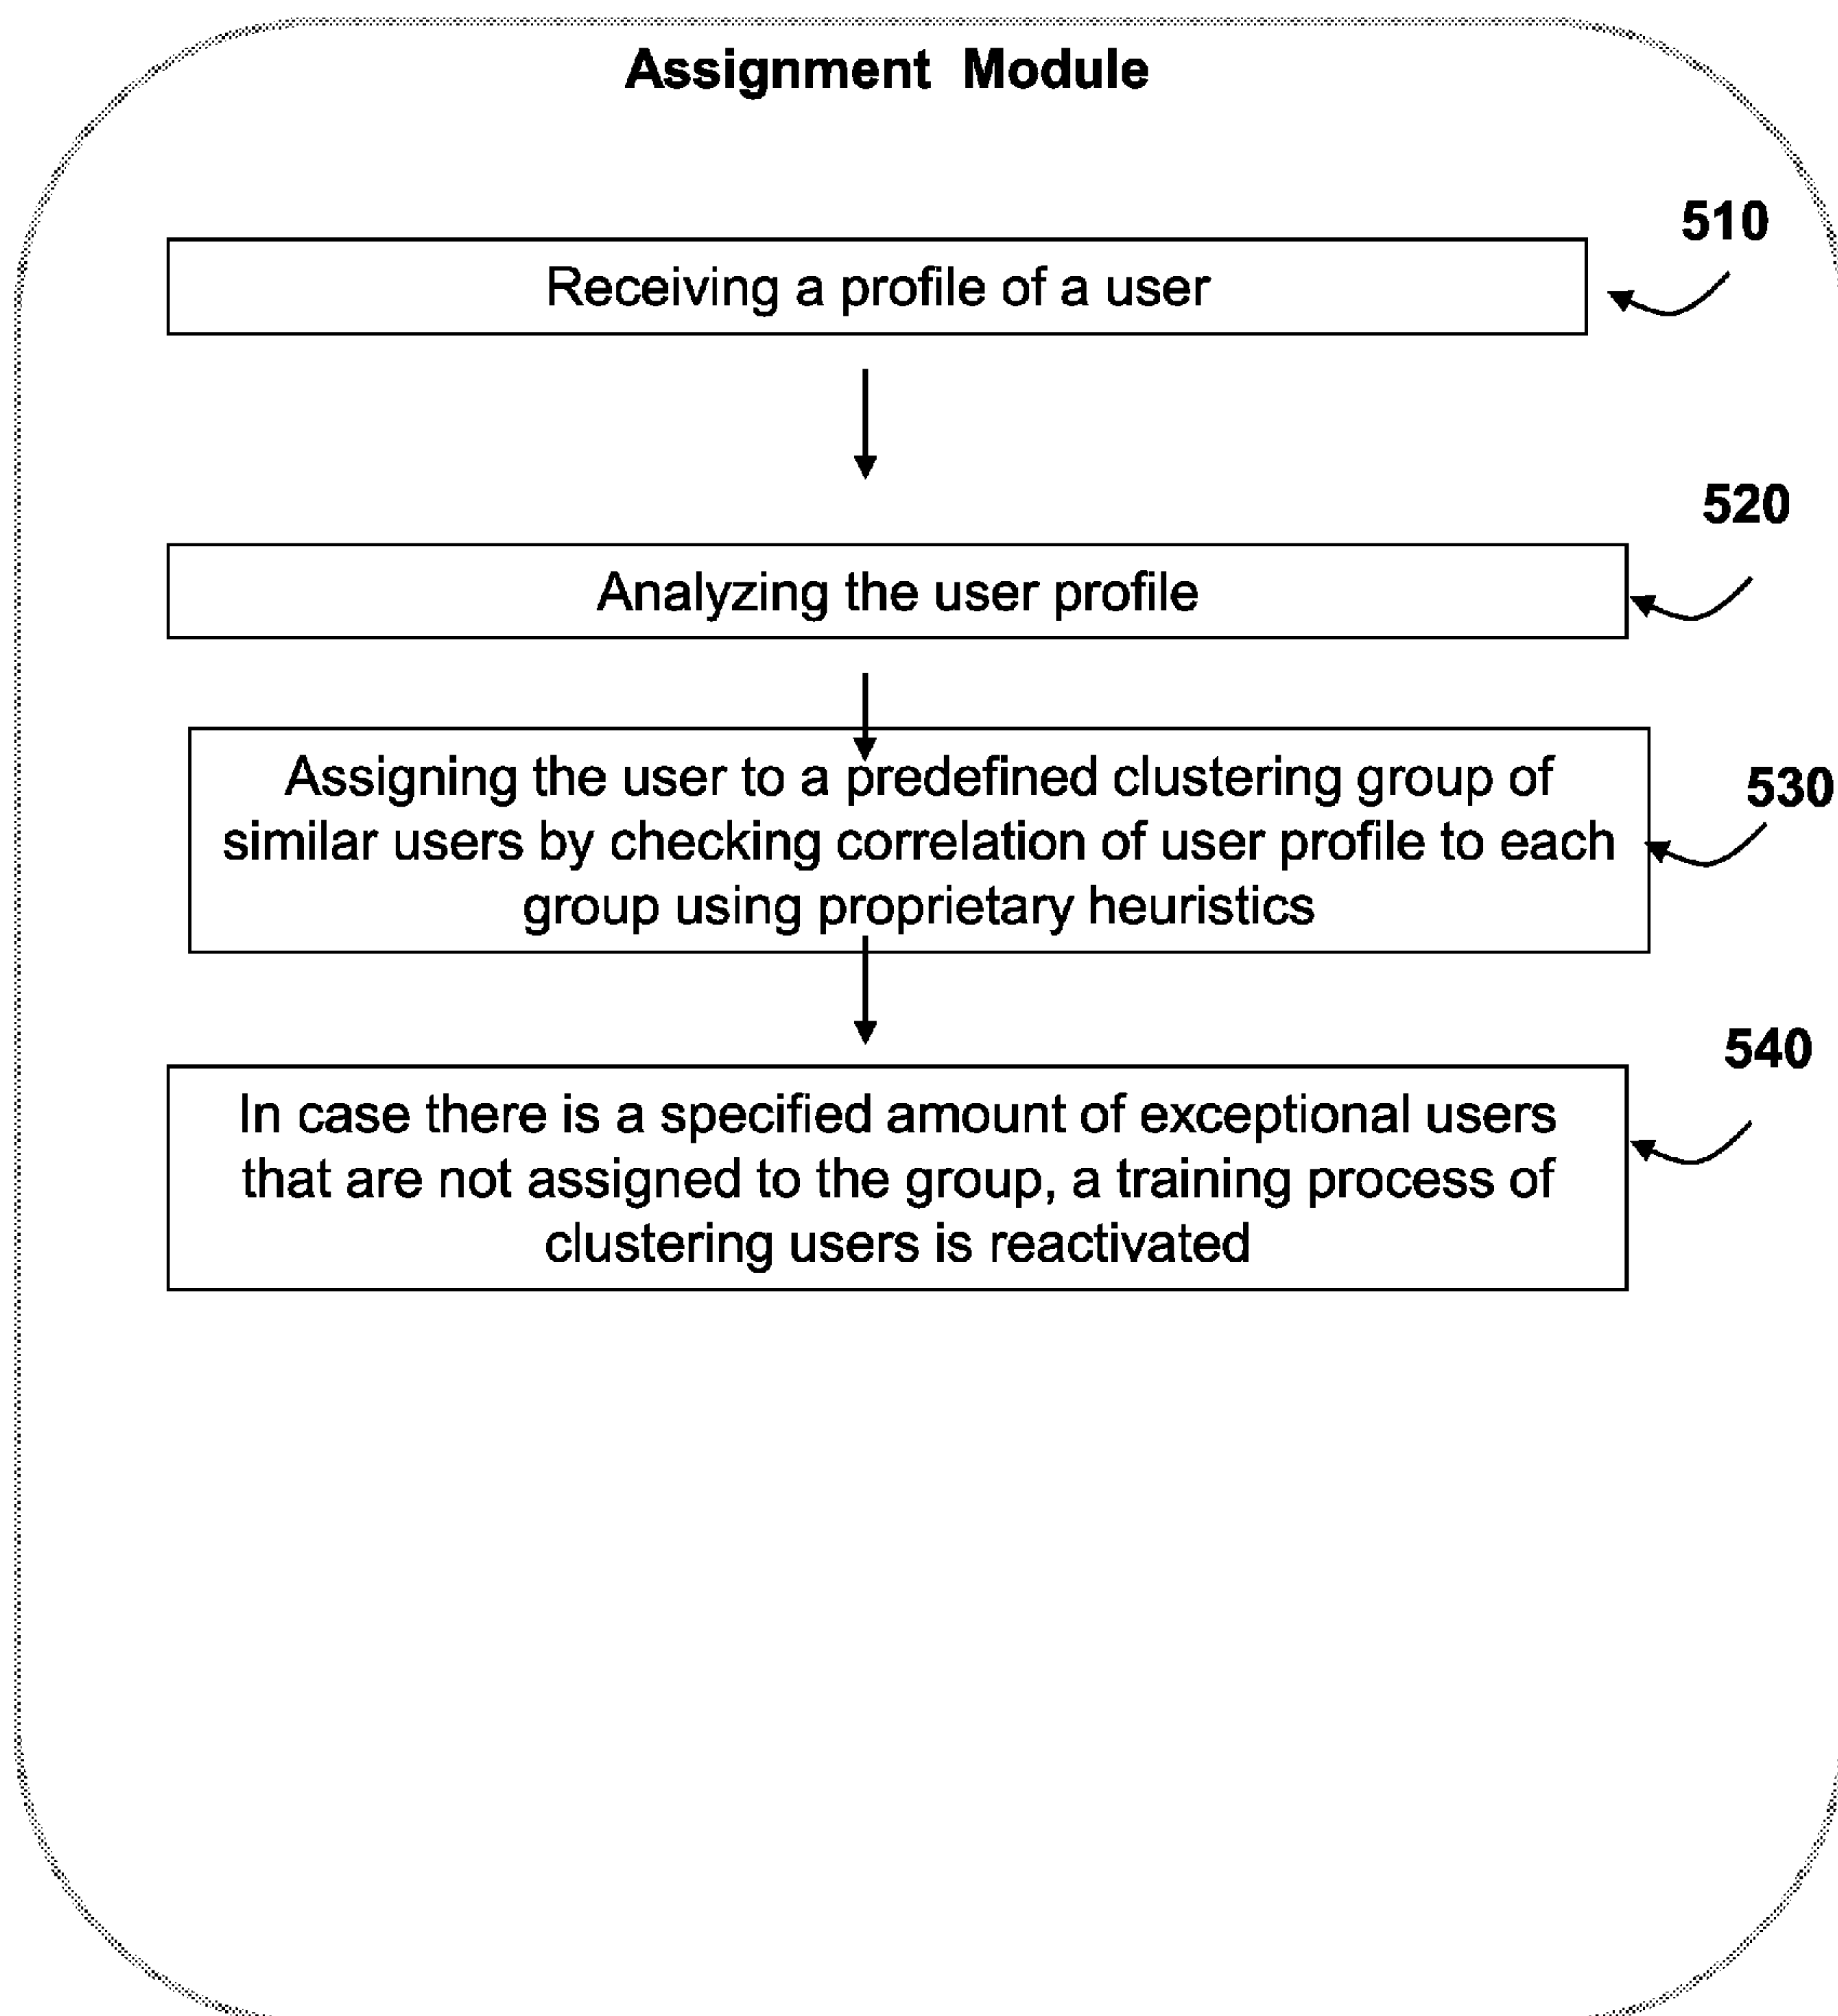 Assignment Module
510
Receiving a profile of a user
520
Analyzing the user profile
530
Assigning the user to a predefined clustering group of
similar users by checking correlation of user profile to each
group using proprietary heuristics
540
In case there is a specified amount of exceptional users
that are not assigned to the group, a training process of
clustering users is reactivated